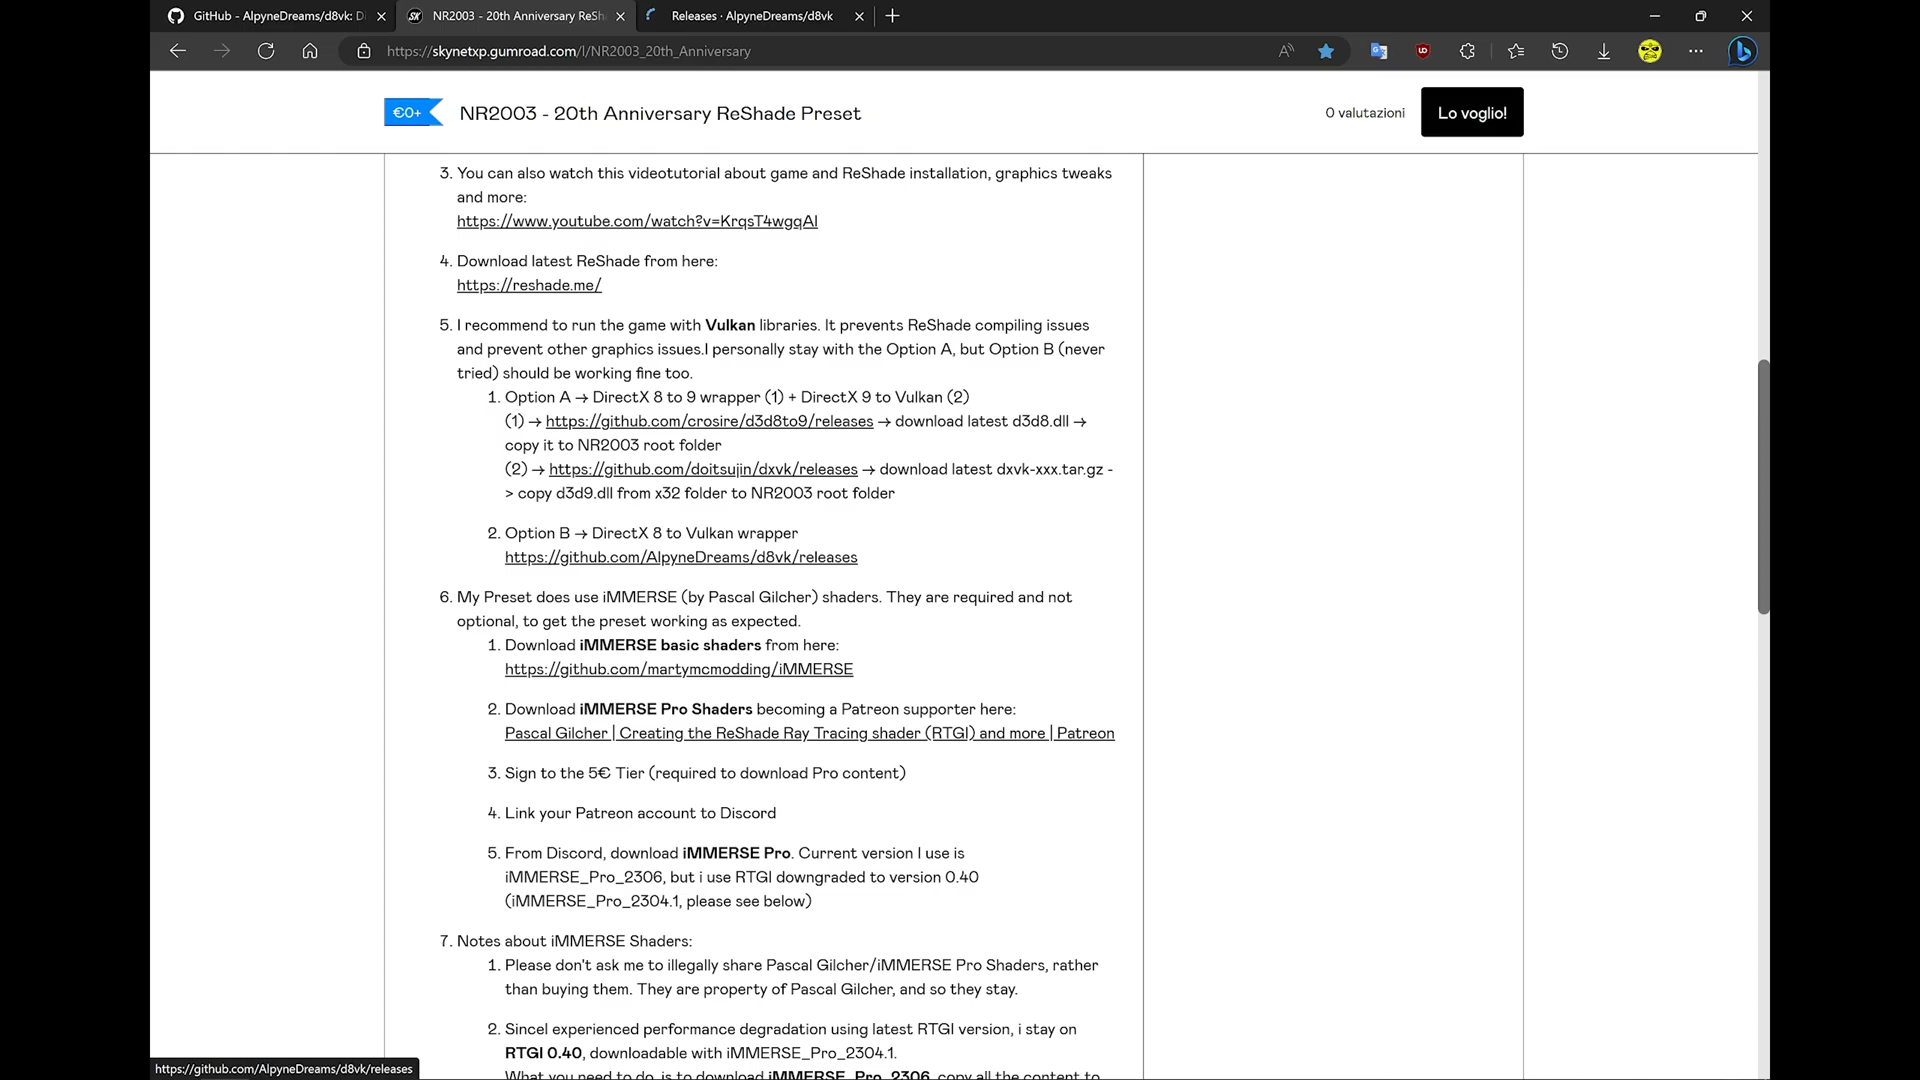 GitHub - AlpyneDreams/d8vk: Di
NR2003 - 20th Anniversary ReSh
Releases · AlpyneDreams/d8vk
https://skynetxp.gumroad.com/l/NR2003_20th_Anniversary
€0+
NR2003 - 20th Anniversary ReShade Preset
0 valutazioni
Lo voglio!
3. You can also watch this videotutorial about game and ReShade installation, graphics tweaks
and more:
https://www.youtube.com/watch?v=KrqsT4wgqAI
4. Download latest ReShade from here:
https://reshade.me/
5. I recommend to run the game with Vulkan libraries. It prevents ReShade compiling issues
and prevent other graphics issues.I personally stay with the Option A, but Option B (never
tried) should be working fine too.
1. Option A → DirectX 8 to 9 wrapper (1) + DirectX 9 to Vulkan (2)
(1) → https://github.com/crosire/d3d8to9/releases → download latest d3d8.dll →
copy it to NR2003 root folder
(2) → https://github.com/doitsujin/dxvk/releases → download latest dxvk-xxx.tar.gz -
> copy d3d9.dll from x32 folder to NR2003 root folder
2. Option B → DirectX 8 to Vulkan wrapper
https://github.com/AlpyneDreams/d8vk/releases
6. My Preset does use iMMERSE (by Pascal Gilcher) shaders. They are required and not
optional, to get the preset working as expected.
1. Download iMMERSE basic shaders from here:
https://github.com/martymcmodding/iMMERSE
2. Download iMMERSE Pro Shaders becoming a Patreon supporter here:
Pascal Gilcher | Creating the ReShade Ray Tracing shader (RTGI) and more | Patreon
3. Sign to the 5€ Tier (required to download Pro content)
4. Link your Patreon account to Discord
5. From Discord, download iMMERSE Pro. Current version I use is
iMMERSE_Pro_2306, but i use RTGI downgraded to version 0.40
(iMMERSE_Pro_2304.1, please see below)
7. Notes about iMMERSE Shaders:
1. Please don't ask me to illegally share Pascal Gilcher/iMMERSE Pro Shaders, rather
than buying them. They are property of Pascal Gilcher, and so they stay.
2. SinceI experienced performance degradation using latest RTGI version, i stay on
RTGI 0.40, downloadable with iMMERSE_Pro_2304.1.
What you need to do, is to download iMMERSE_Pro_2306, copy all the content to
https://github.com/AlpyneDreams/d8vk/releases